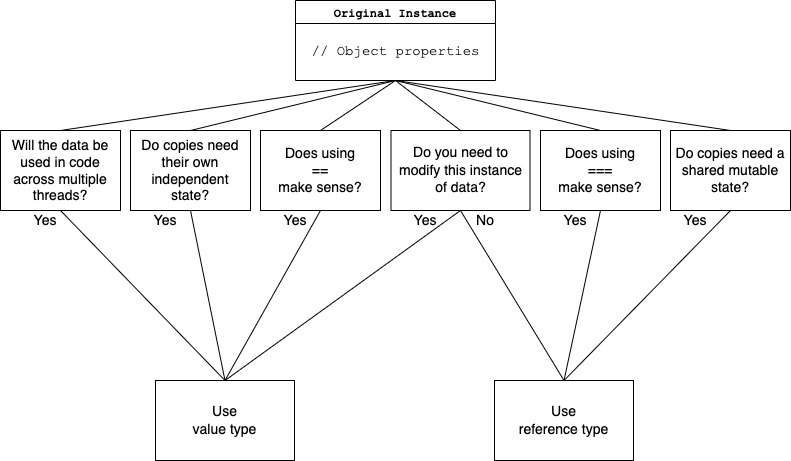 Original Instance
// Object properties
Will the data be
used in code
across multiple
threads?
Do copies need
their own
independent
state?
Does using
==
make sense?
Do you need to
modify this instance
of data?
Does using
===
make sense?
Do copies need a
shared mutable
state?
Yes
Yes
Yes
Yes
No
Yes
Yes
Use
value type
Use
reference type